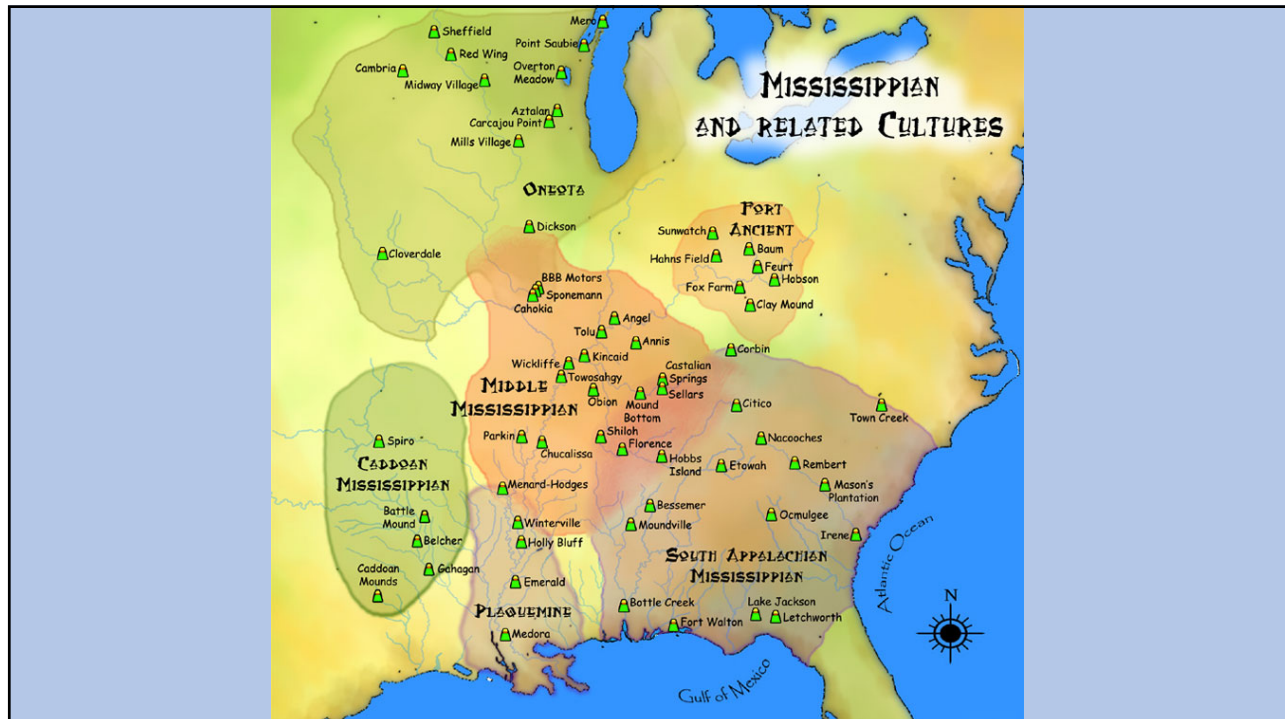 Mero
Sheffield
Point Saubie
Red Wing
Cambria
Overton
Meadow
Midway Village
Mississippian
and related Cultures
Aztalan
Carcajou Point
Mills Village
Oneota
Fort
Ancient
Dickson
Sunwatch
Baum
Cloverdale
Hahns Field
Feurt
BBB Motors
Hobson
Fox Farm
Sponemann
Cahokia
Clay Mound
Angel
Tolu
Annis
Corbin
Kincaid
Wickliffe
Castalian
Springs
Towosahgy
Sellars
Middle
Mississippian
Obion
Mound
Bottom
Citico
Town Creek
Parkin
Shiloh
Nacooches
Spiro
Chucalissa
Florence
Hobbs
Island
Etowah
Rembert
Caddoan
Mississippian
Menard-Hodges
Mason's
Plantation
Bessemer
Battle
Mound
Winterville
Moundville
Ocmulgee
Irene
Belcher
Holly Bluff
Atlantic Ocean
South Appalachian
Mississippian
Caddoan
Mounds
Gahagan
Emerald
N
Plaquemine
Bottle Creek
Lake Jackson
Fort Walton
Letchworth
Medora
Gulf of Mexico